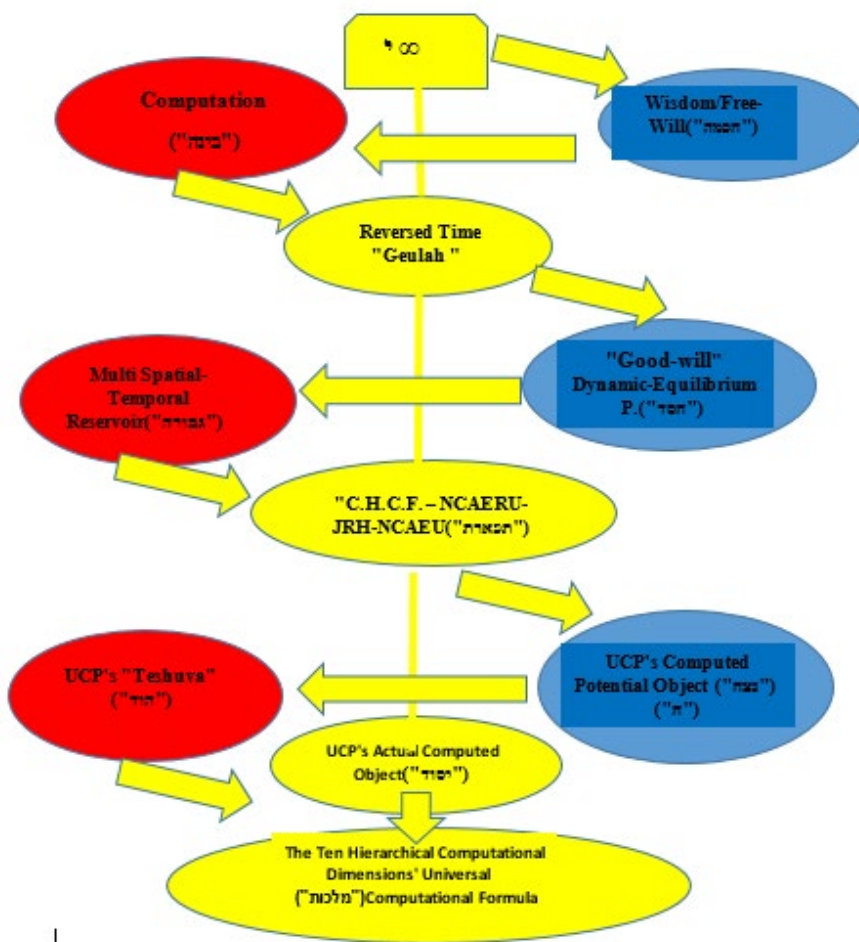 י ∞
Computation
("בינה")
Wisdom/Free-
Will("חכמה")
Reversed Time
"Geulah "
Multi Spatial-
Temporal
Reservoir("גבורה")
"Good-will"
Dynamic-Equilibrium
P.("חסד")
"C.H.C.F. – NCAERU-
JRH-NCAEU("תפארת")
UCP's "Teshuva"
("הוד")
UCP's Computed
Potential Object ("נצח")
("ה")
UCP's Actual Computed
Object("יסוד")
The Ten Hierarchical Computational
Dimensions' Universal
("מלכות")Computational Formula